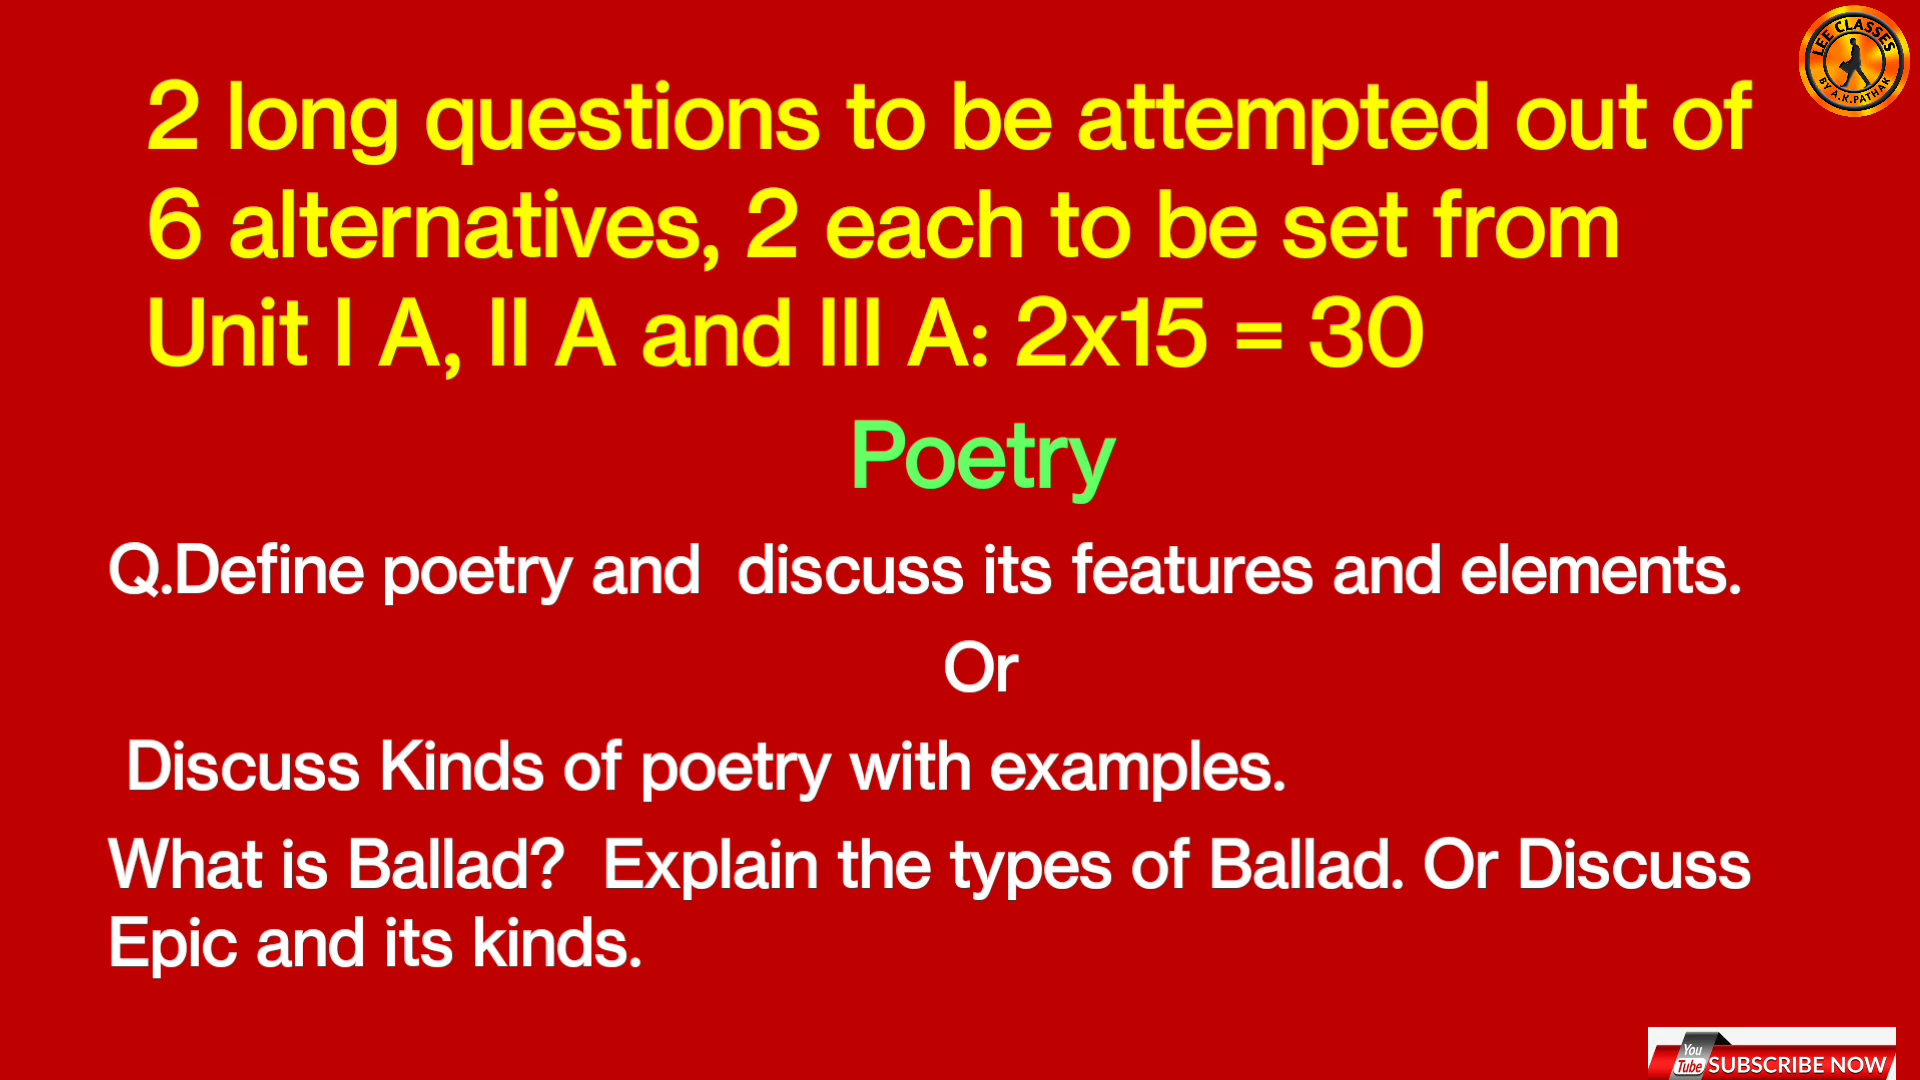 LEE CLASSES
BY A.K.PATHAK
2 long questions to be attempted out of
6 alternatives, 2 each to be set from
Unit I A, II A and III A: 2x15 = 30
Poetry
Q.Define poetry and  discuss its features and elements.
Or
Discuss Kinds of poetry with examples.
What is Ballad?  Explain the types of Ballad. Or Discuss
Epic and its kinds.
You
Tube SUBSCRIBE NOW